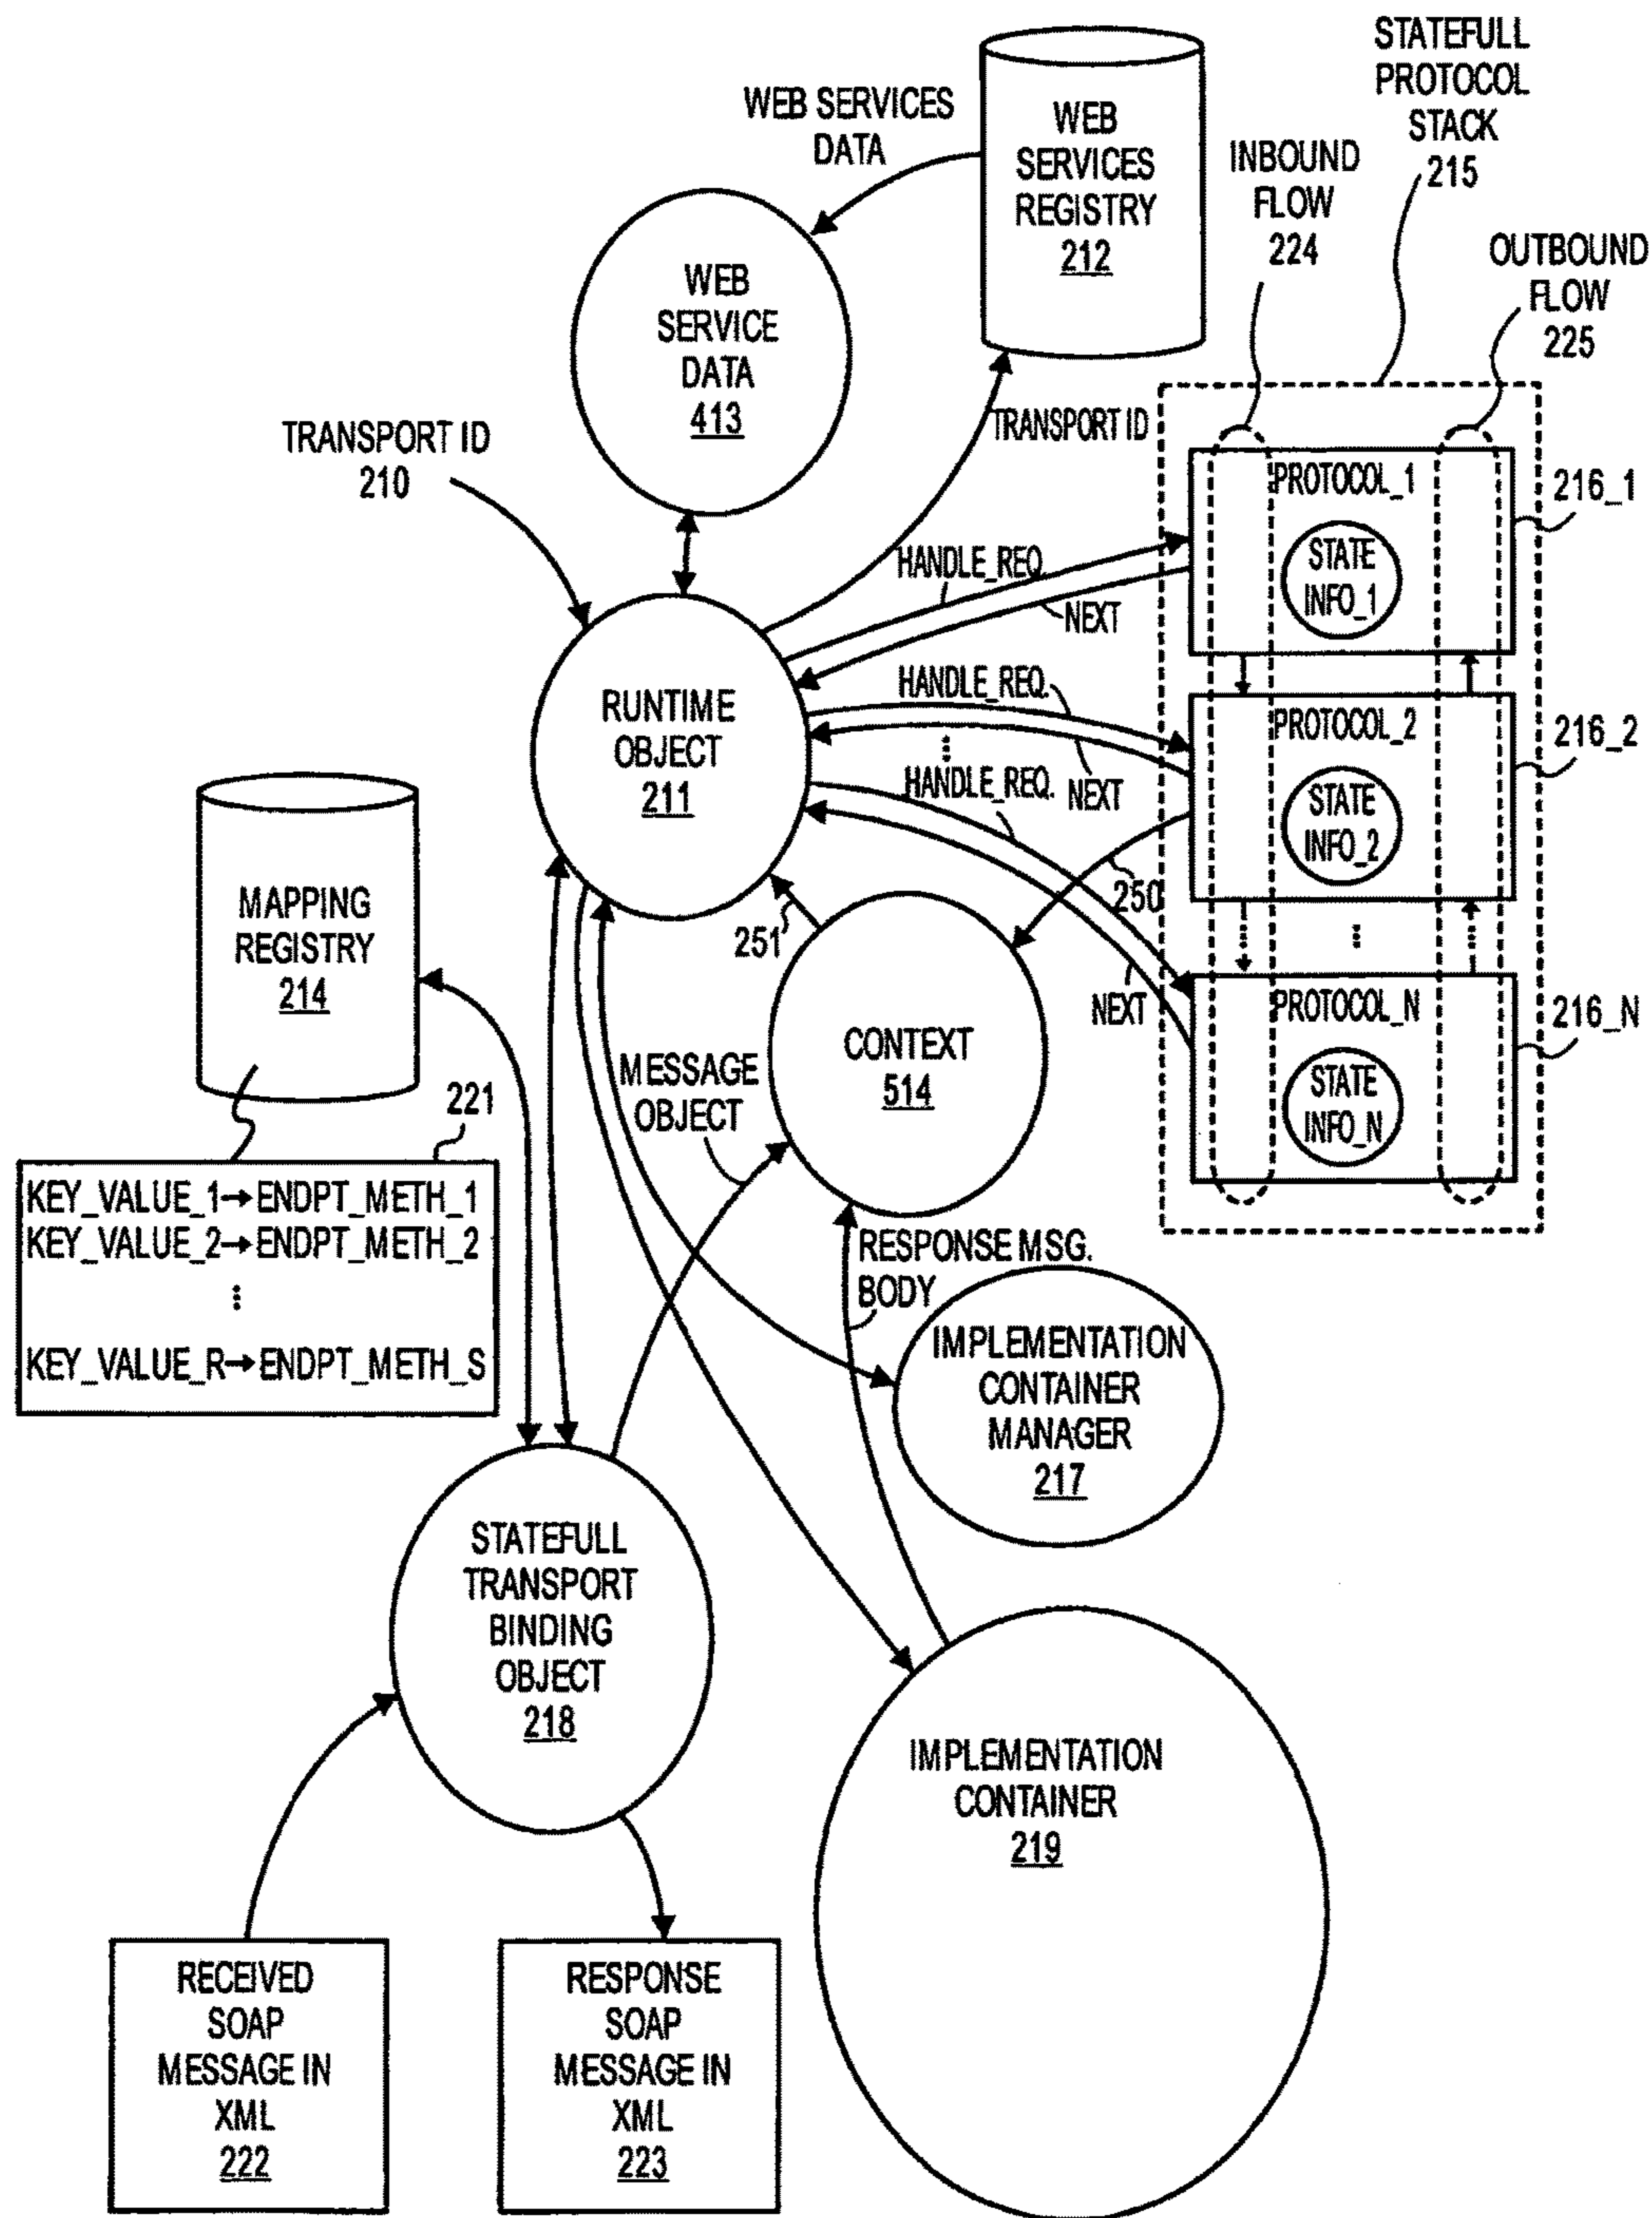 STATEFULL
PROTOCOL
STACK
215
WEB SERVICES
DATA
WEB
SERVICES
REGISTRY
212
INBOUND
FLOW
224
OUTBOUND
FLOW
225
WEB
SERVICE
DATA
413
TRANSPORT ID
210
TRANSPORT ID
PROTOCOL_1
STATE
INFO_1
216_1
HANDLE_REQ.
NEXT
RUNTIME
OBJECT
211
HANDLE_REQ.
NEXT
PROTOCOL_2
STATE
INFO_2
216_2
HANDLE_REQ.
NEXT
250
251
PROTOCOL_N
STATE
INFO_N
216_N
MAPPING
REGISTRY
214
CONTEXT
514
MESSAGE
OBJECT
221
KEY_VALUE_1→ENDPT_METH_1
KEY_VALUE_2→ENDPT_METH_2
⋮
KEY_VALUE_R→ENDPT_METH_S
RESPONSE MSG.
BODY
IMPLEMENTATION
CONTAINER
MANAGER
217
STATEFULL
TRANSPORT
BINDING
OBJECT
218
IMPLEMENTATION
CONTAINER
219
RECEIVED
SOAP
MESSAGE IN
XML
222
RESPONSE
SOAP
MESSAGE IN
XML
223